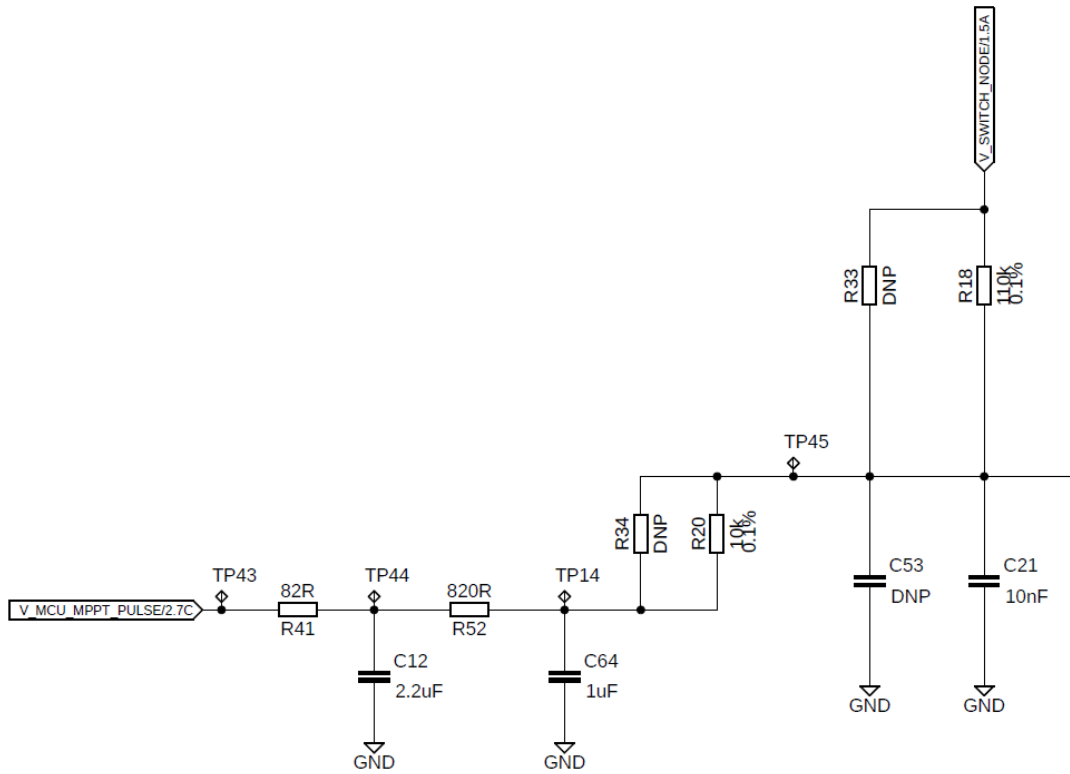 V_SWITCH_NODE/1.5A
R33
DNP
R18
110k
0.1%
TP45
R34
DNP
R20
10k
0.1%
TP43
82R
TP44
820R
TP14
C53
DNP
C21
10nF
V_MCU_MPPT_PULSE/2.7C
R41
R52
C12
2.2uF
C64
1uF
GND
GND
GND
GND